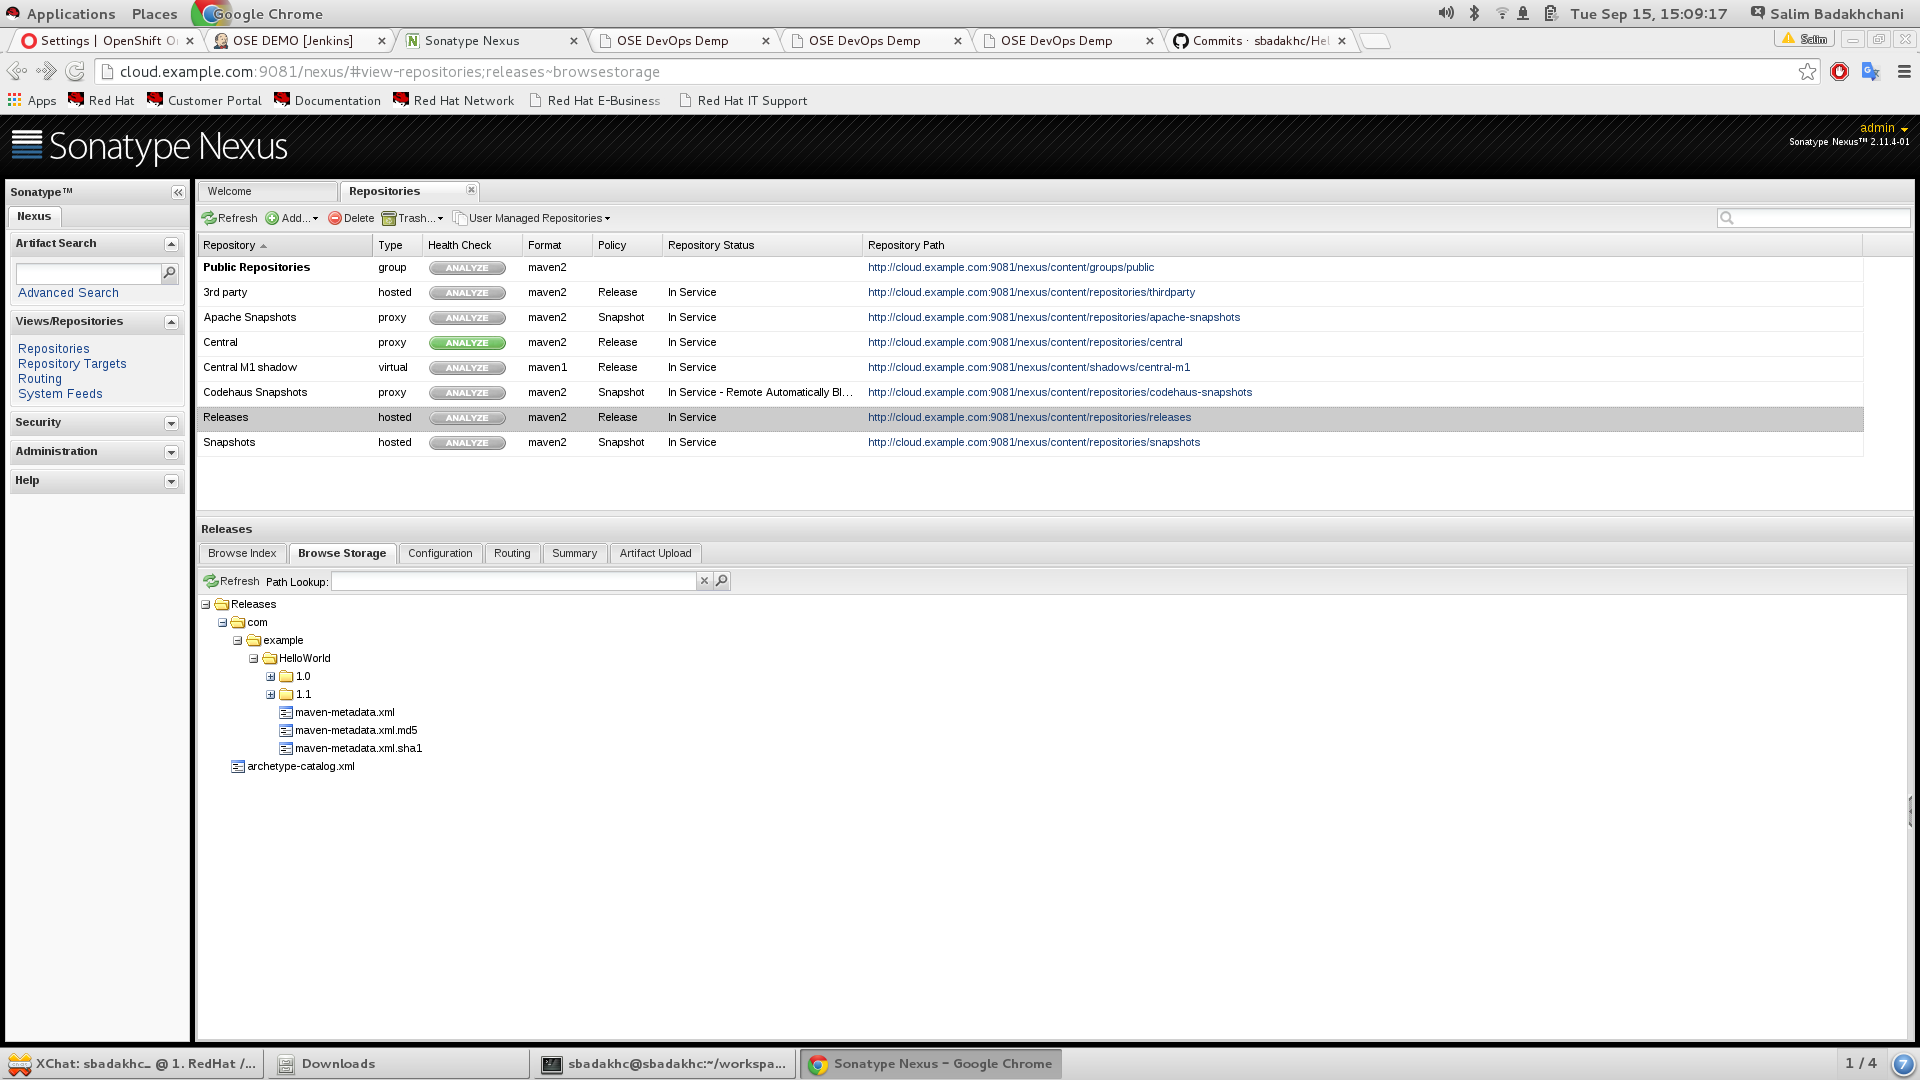 Applications Places Google Chrome Tue Sep 15, 15:09:17 Salim Badakhchani
Settings | OpenShift O OSE DEMO [Jenkins] Sonatype Nexus OSE DevOps Demp OSE DevOps Demp OSE DevOps Demp Commits · sbadakhc/Hel Salim
cloud.example.com:9081/nexus/#view-repositories;releases~browsestorage
Apps Red Hat Customer Portal Documentation Red Hat Network Red Hat E-Business Red Hat IT Support
Sonatype Nexus
admin
Sonatype Nexus™ 2.11.4-01
Sonatype™
Nexus
Artifact Search
Advanced Search
Views/Repositories
Repositories
Repository Targets
Routing
System Feeds
Security
Administration
Help
Welcome Repositories
Refresh Add... Delete Trash... User Managed Repositories
Repository Type Health Check Format Policy Repository Status Repository Path
Public Repositories group ANALYZE maven2 http://cloud.example.com:9081/nexus/content/groups/public
3rd party hosted ANALYZE maven2 Release In Service http://cloud.example.com:9081/nexus/content/repositories/thirdparty
Apache Snapshots proxy ANALYZE maven2 Snapshot In Service http://cloud.example.com:9081/nexus/content/repositories/apache-snapshots
Central proxy ANALYZE maven2 Release In Service http://cloud.example.com:9081/nexus/content/repositories/central
Central M1 shadow virtual ANALYZE maven1 Release In Service http://cloud.example.com:9081/nexus/content/shadows/central-m1
Codehaus Snapshots proxy ANALYZE maven2 Snapshot In Service - Remote Automatically Bl... http://cloud.example.com:9081/nexus/content/repositories/codehaus-snapshots
Releases hosted ANALYZE maven2 Release In Service http://cloud.example.com:9081/nexus/content/repositories/releases
Snapshots hosted ANALYZE maven2 Snapshot In Service http://cloud.example.com:9081/nexus/content/repositories/snapshots
Releases
Browse Index Browse Storage Configuration Routing Summary Artifact Upload
Refresh Path Lookup:
Releases
com
example
HelloWorld
1.0
1.1
maven-metadata.xml
maven-metadata.xml.md5
maven-metadata.xml.sha1
archetype-catalog.xml
XChat: sbadakhc_ @ 1. RedHat /... Downloads sbadakhc@sbadakhc:~/workspa... Sonatype Nexus - Google Chrome 1 / 4 7